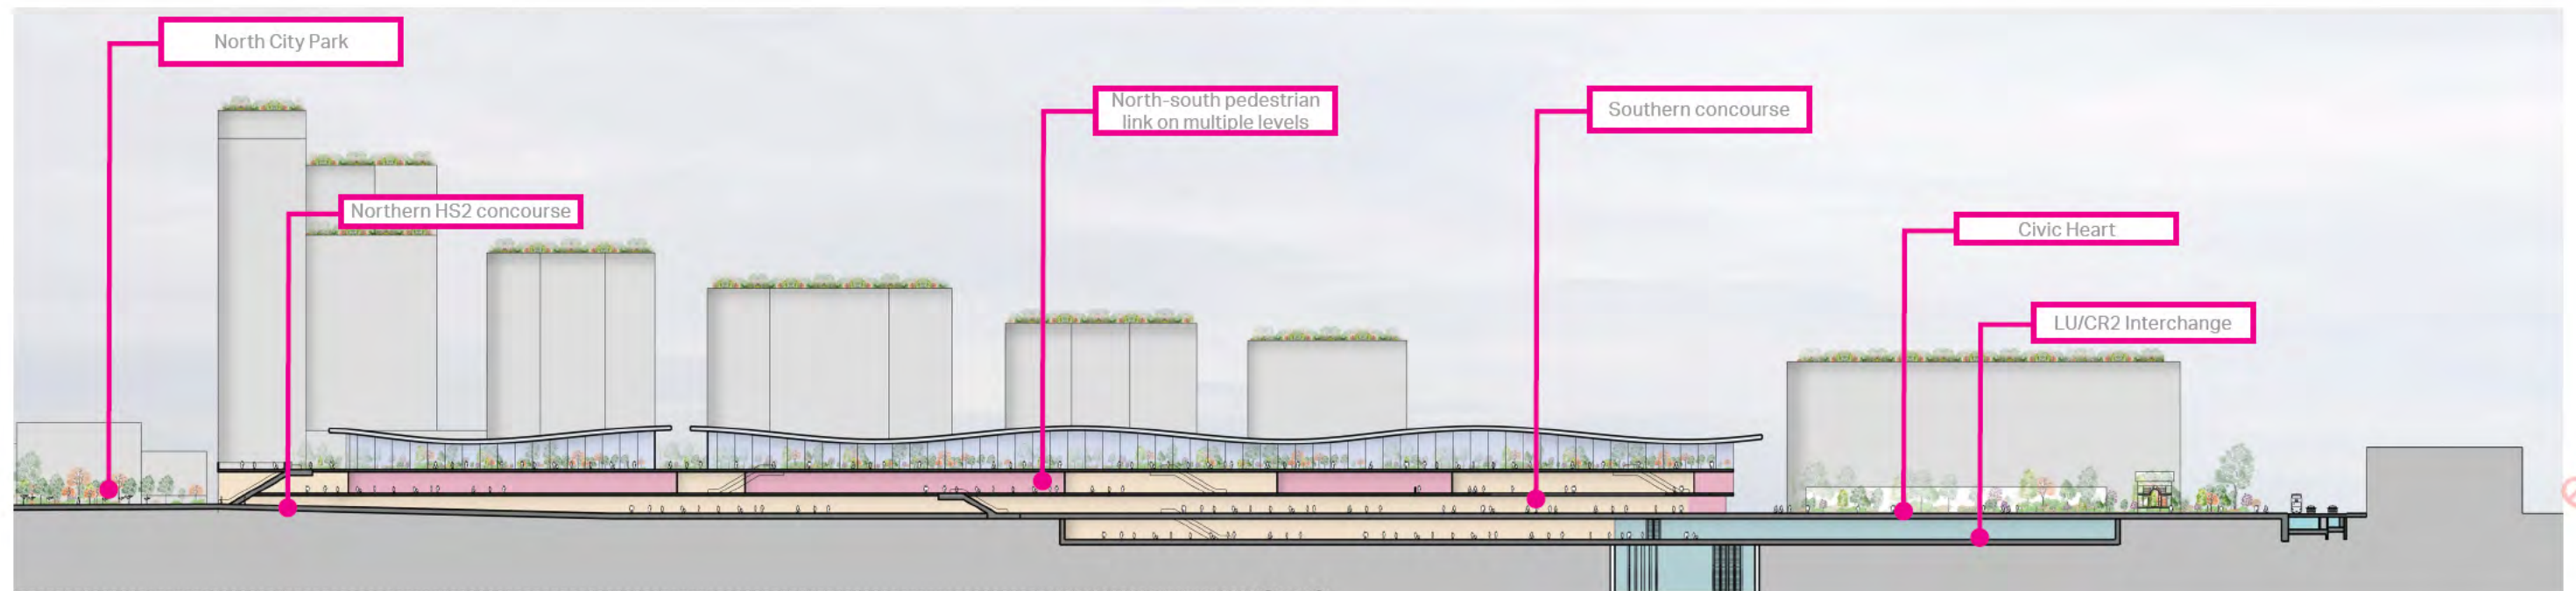 North City Park
North-south pedestrian
link on multiple levels
Southern concourse
Northern HS2 concourse
Civic Heart
LU/CR2 Interchange